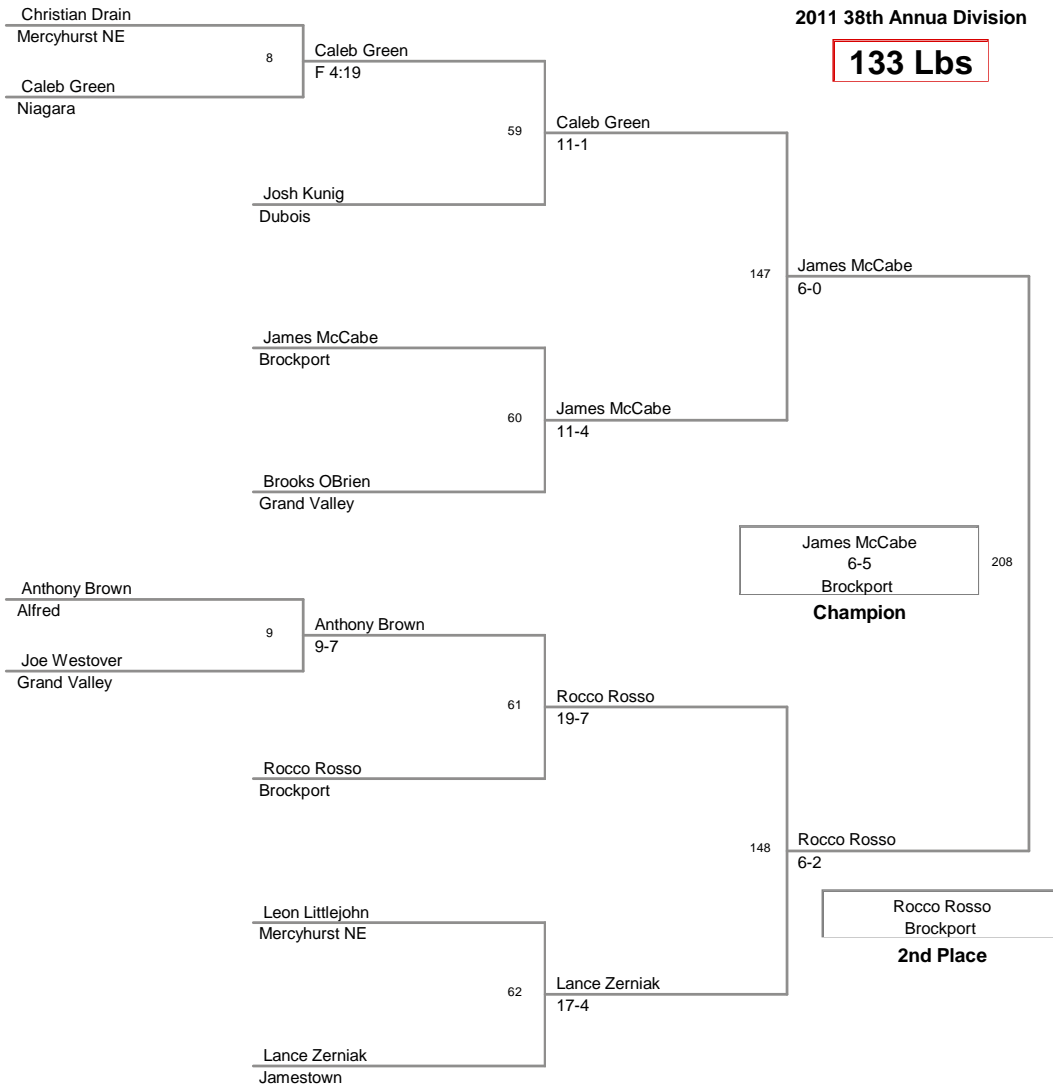 2011 38th Annua Division
133 Lbs
Christian Drain
Mercyhurst NE
8
Caleb Green
F 4:19
Caleb Green
Niagara
59
Caleb Green
11-1
Josh Kunig
Dubois
147
James McCabe
6-0
James McCabe
Brockport
60
James McCabe
11-4
Brooks OBrien
Grand Valley
James McCabe
6-5
Brockport
Champion
208
Anthony Brown
Alfred
9
Anthony Brown
9-7
Joe Westover
Grand Valley
61
Rocco Rosso
19-7
Rocco Rosso
Brockport
148
Rocco Rosso
6-2
Rocco Rosso
Brockport
2nd Place
Leon Littlejohn
Mercyhurst NE
62
Lance Zerniak
17-4
Lance Zerniak
Jamestown